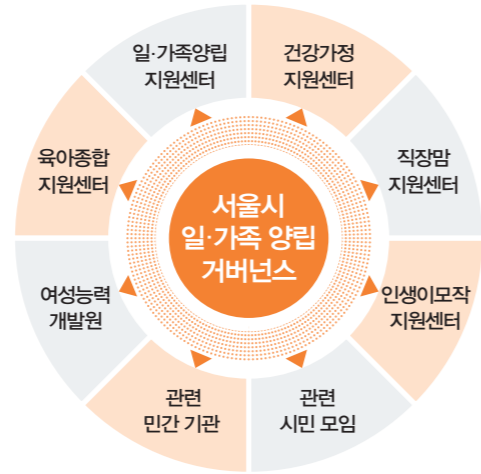 일·가족양립
지원센터
건강가정
지원센터
육아종합
지원센터
직장맘
지원센터
서울시
일·가족 양립
거버넌스
여성능력
개발원
인생이모작
지원센터
관련
민간 기관
관련
시민 모임